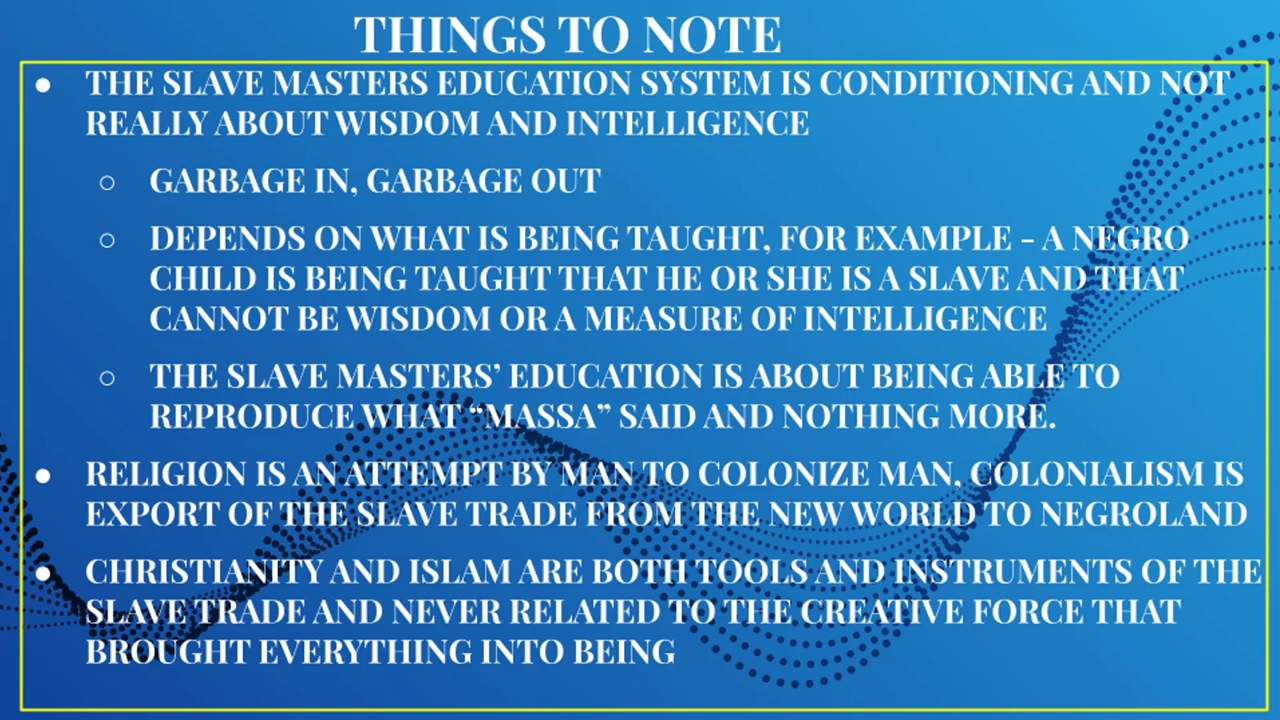 THINGS TO NOTE
● THE SLAVE MASTERS EDUCATION SYSTEM IS CONDITIONING AND NOT
REALLY ABOUT WISDOM AND INTELLIGENCE
○ GARBAGE IN, GARBAGE OUT
○ DEPENDS ON WHAT IS BEING TAUGHT, FOR EXAMPLE - A NEGRO
CHILD IS BEING TAUGHT THAT HE OR SHE IS A SLAVE AND THAT
CANNOT BE WISDOM OR A MEASURE OF INTELLIGENCE
○ THE SLAVE MASTERS’ EDUCATION IS ABOUT BEING ABLE TO
REPRODUCE WHAT “MASSA” SAID AND NOTHING MORE.
● RELIGION IS AN ATTEMPT BY MAN TO COLONIZE MAN, COLONIALISM IS
EXPORT OF THE SLAVE TRADE FROM THE NEW WORLD TO NEGROLAND
● CHRISTIANITY AND ISLAM ARE BOTH TOOLS AND INSTRUMENTS OF THE
SLAVE TRADE AND NEVER RELATED TO THE CREATIVE FORCE THAT
BROUGHT EVERYTHING INTO BEING